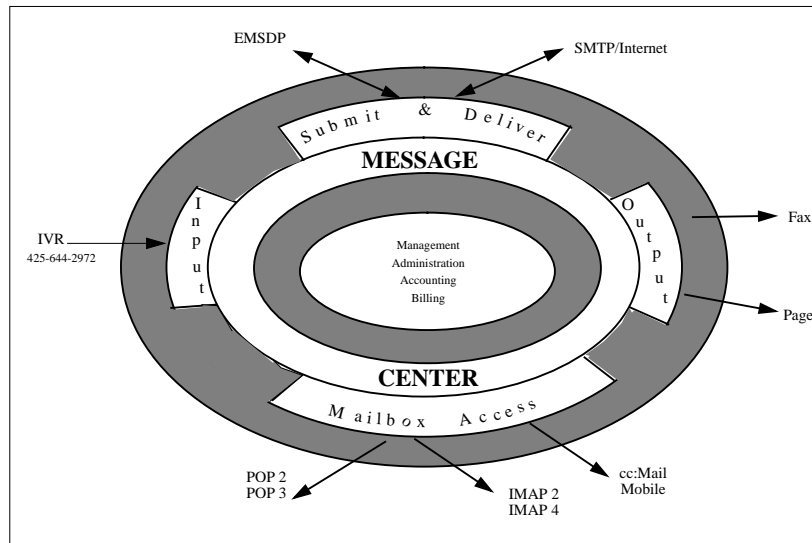 EMSDP
SMTP/Internet
Submit & Deliver
MESSAGE
Input
Output
Fax
IVR
425-644-2972
Management
Administration
Accounting
Billing
Page
CENTER
Mailbox Access
POP 2
POP 3
IMAP 2
IMAP 4
cc:Mail
Mobile